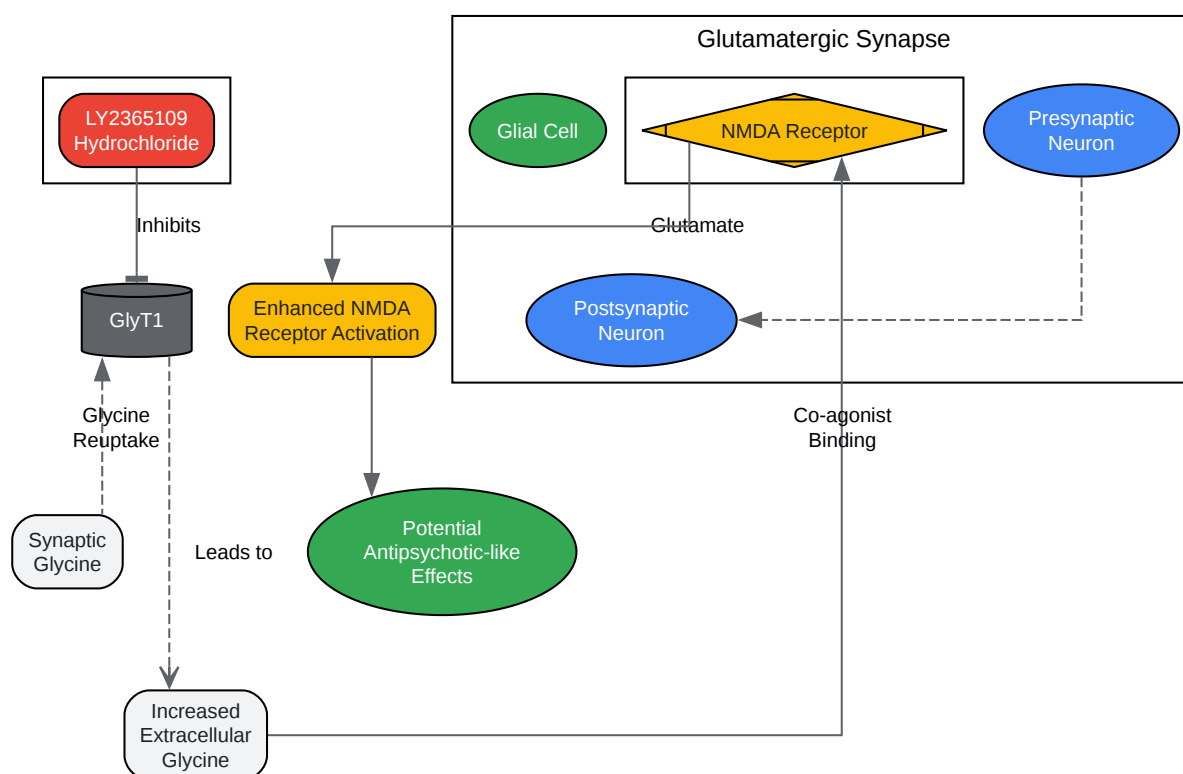 Glutamatergic Synapse
LY2365109
Hydrochloride
Glial Cell
NMDA Receptor
Presynaptic
Neuron
Inhibits
Glutamate
GlyT1
Enhanced NMDA
Receptor Activation
Postsynaptic
Neuron
Glycine
Reuptake
Co-agonist
Binding
Synaptic
Glycine
Leads to
Potential
Antipsychotic-like
Effects
Increased
Extracellular
Glycine